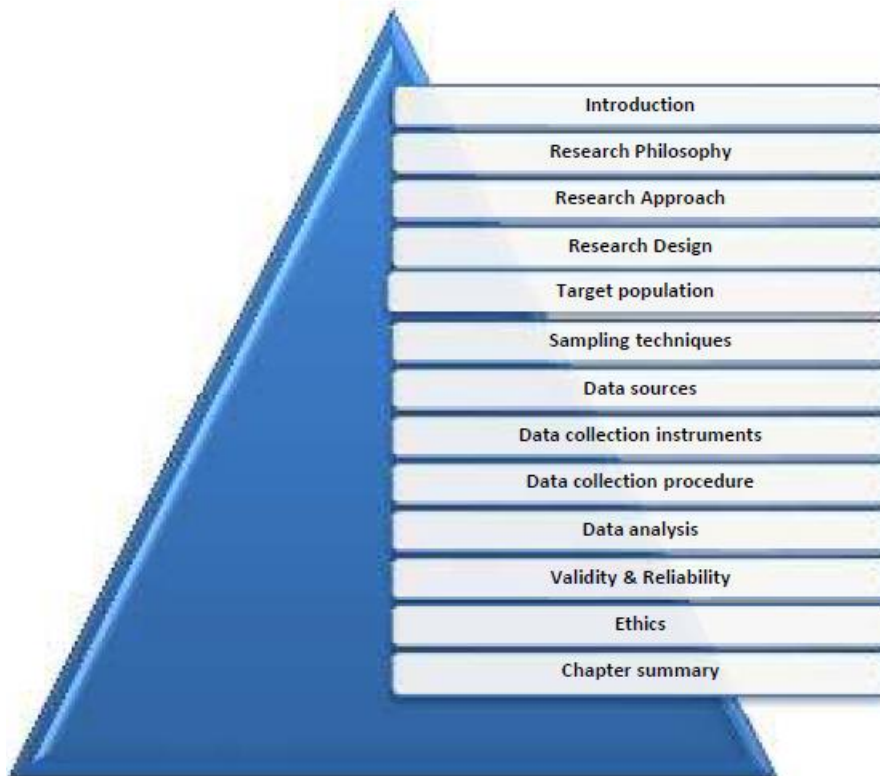 Introduction
Research Philosophy
Research Approach
Research Design
Target population
Sampling techniques
Data sources
Data collection instruments
Data collection procedure
Data analysis
Validity & Reliability
Ethics
Chapter summary